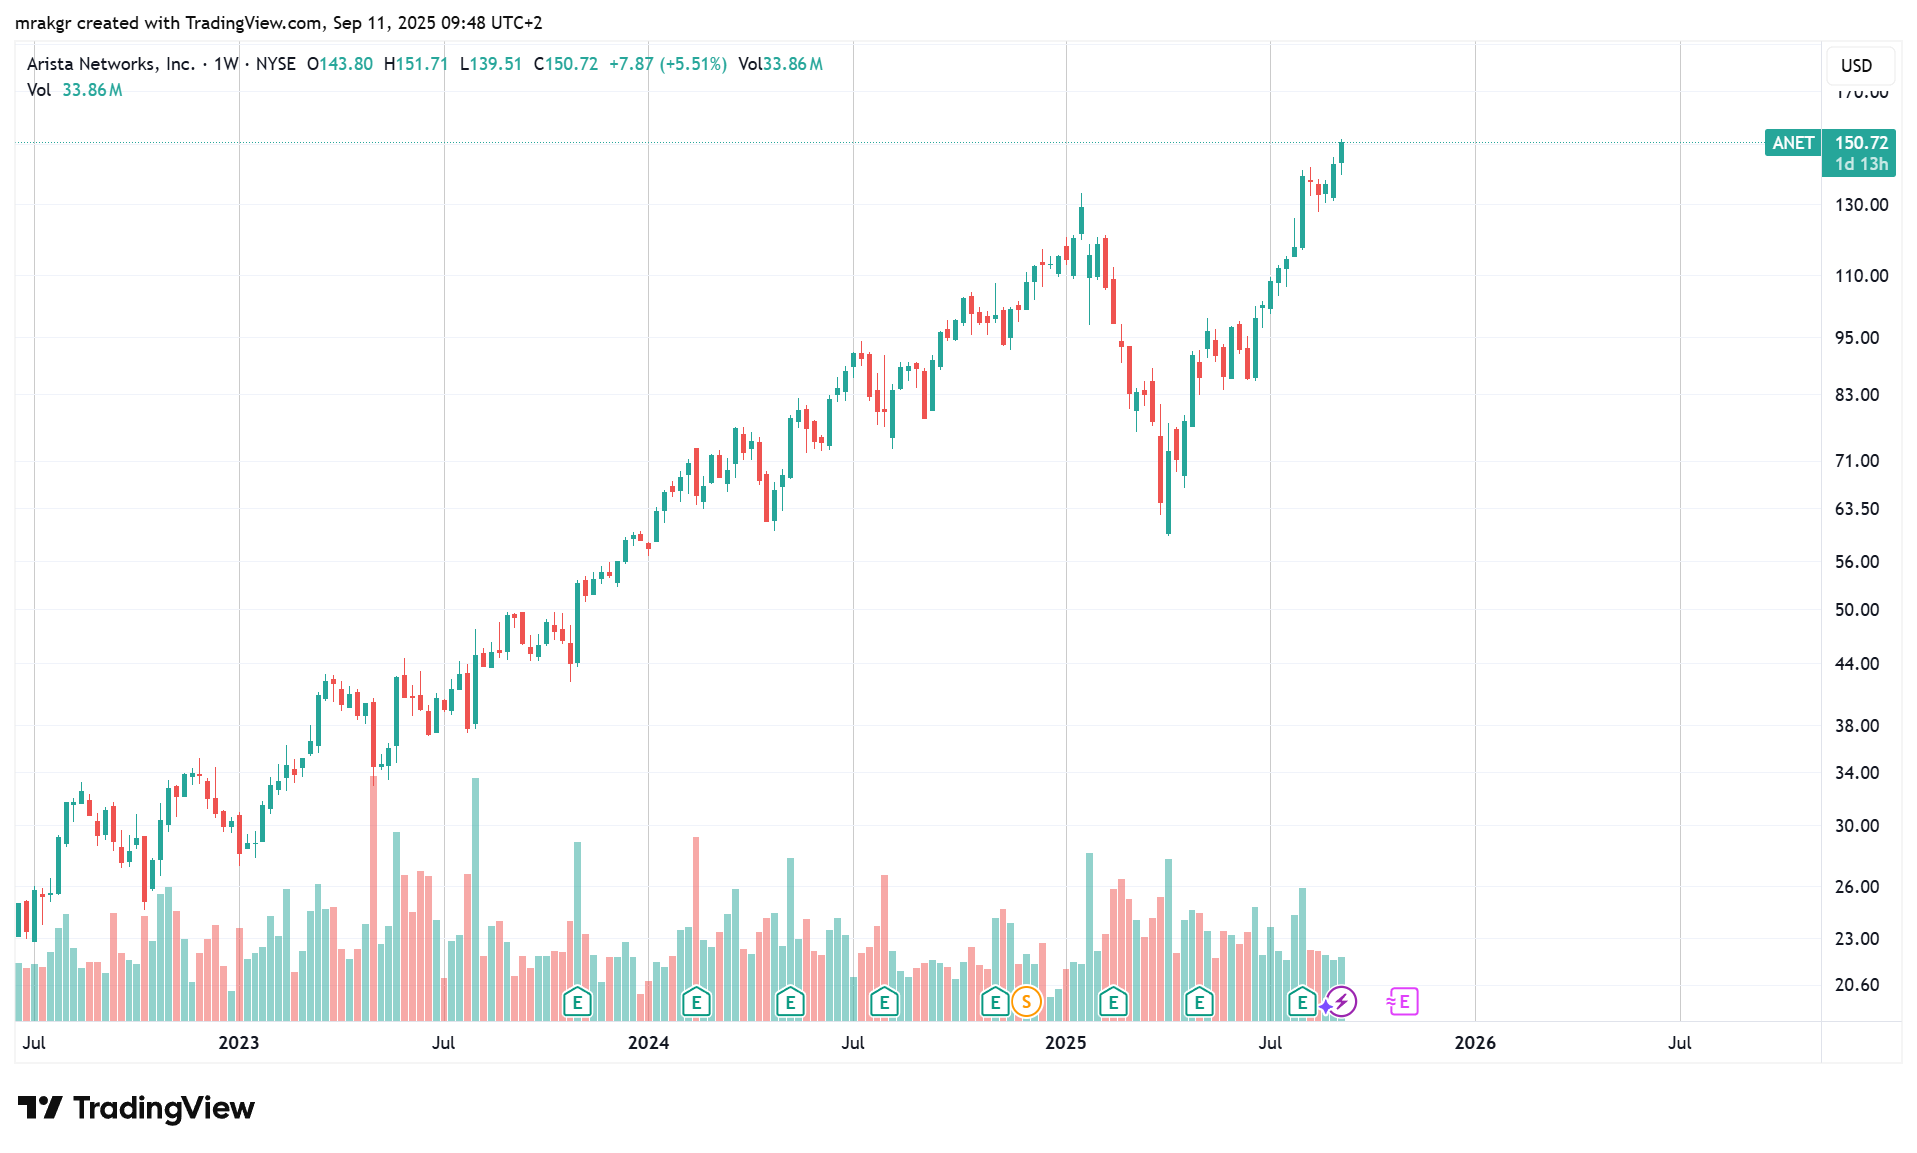 mrakgr created with TradingView.com, Sep 11, 2025 09:48 UTC+2
Arista Networks, Inc. · 1W · NYSE O143.80 H151.71 L139.51 C150.72 +7.87 (+5.51%) Vol33.86M
Vol 33.86M
USD
170.00
ANET 150.72
1d 13h
130.00
110.00
95.00
83.00
71.00
63.50
56.00
50.00
44.00
38.00
34.00
30.00
26.00
23.00
20.60
E E E E E S E E E ≈E
Jul 2023 Jul 2024 Jul 2025 Jul 2026 Jul
TradingView